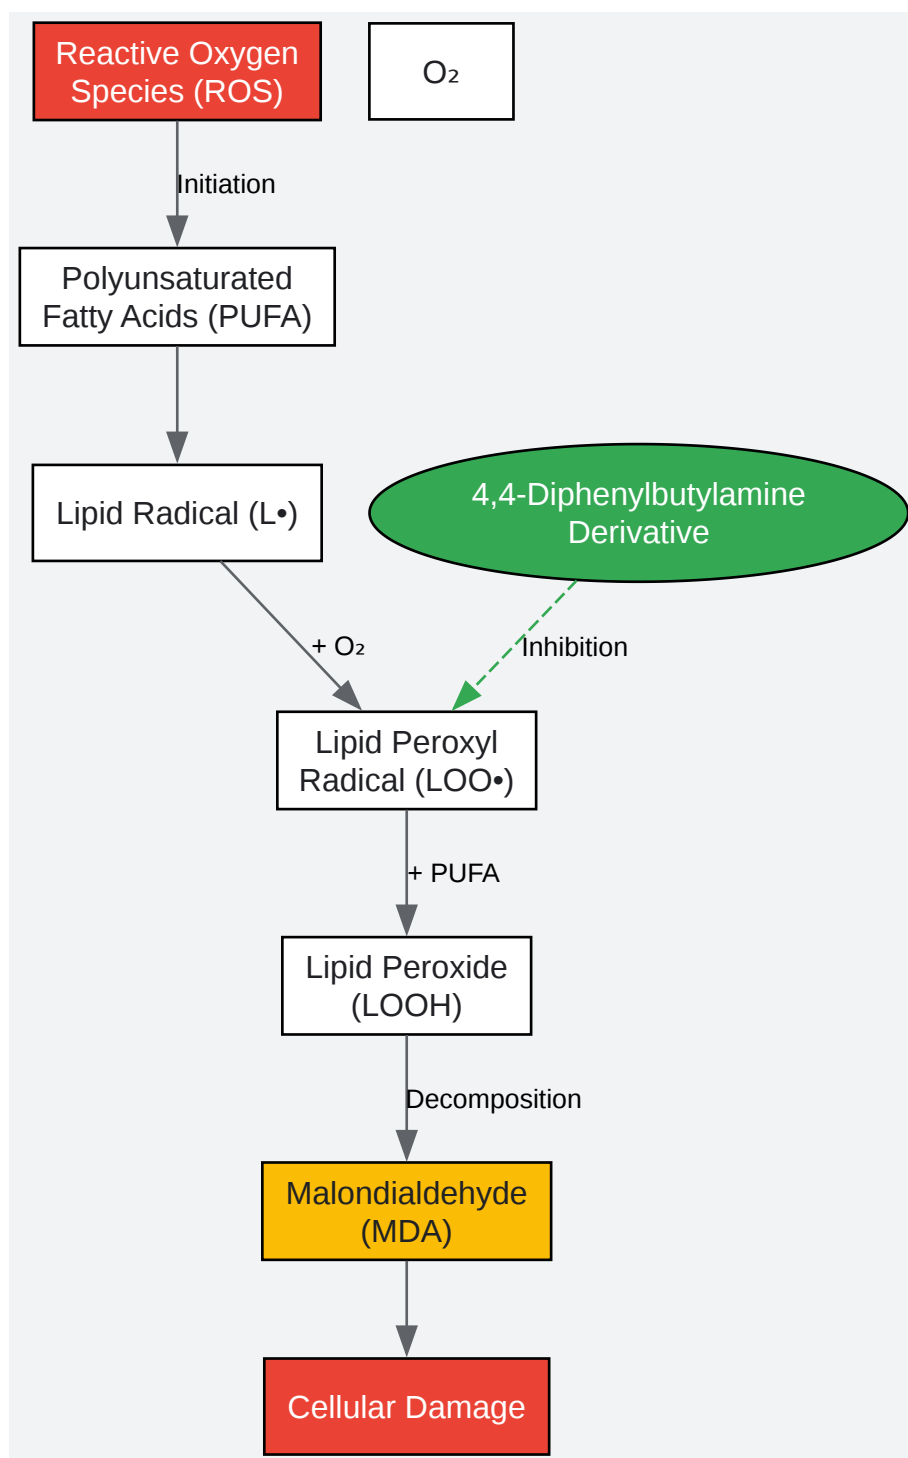 Reactive Oxygen
Species (ROS)
O₂
Initiation
Polyunsaturated
Fatty Acids (PUFA)
Lipid Radical (L•)
4,4-Diphenylbutylamine
Derivative
+ O₂
Inhibition
Lipid Peroxyl
Radical (LOO•)
+ PUFA
Lipid Peroxide
(LOOH)
Decomposition
Malondialdehyde
(MDA)
Cellular Damage